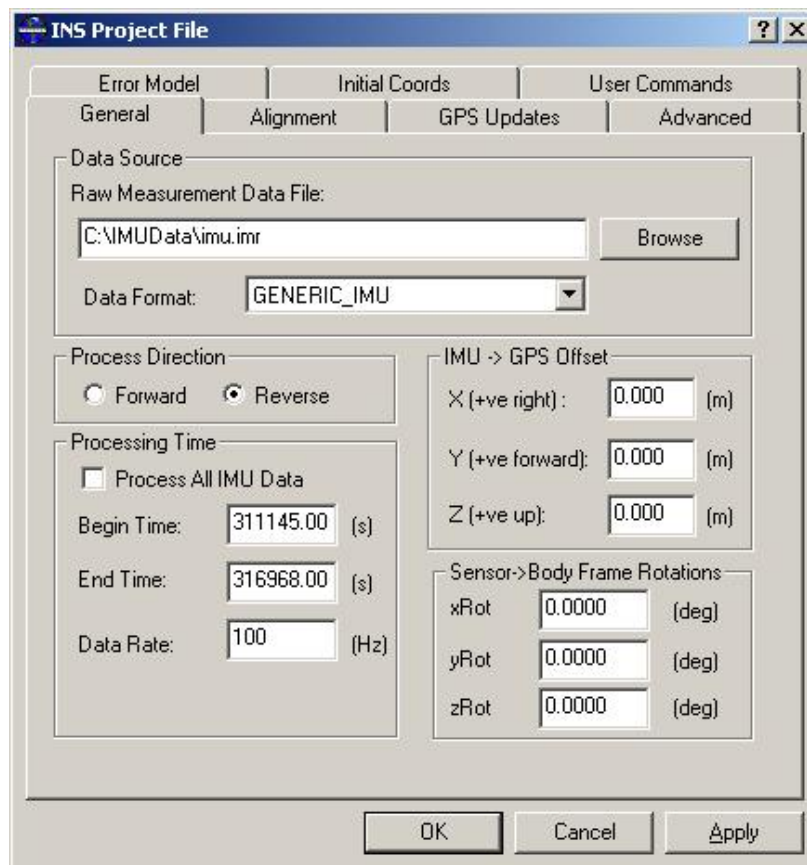 INS Project File
Error Model
Initial Coords
User Commands
General
Alignment
GPS Updates
Advanced
Data Source
Raw Measurement Data File:
C:\IMUData\imu.imr
Browse
Data Format:
GENERIC_IMU
Process Direction
Forward
Reverse
Processing Time
Process All IMU Data
Begin Time: 311145.00 (s)
End Time: 316968.00 (s)
Data Rate: 100 (Hz)
IMU -> GPS Offset
X (+ve right) : 0.000 (m)
Y (+ve forward): 0.000 (m)
Z (+ve up): 0.000 (m)
Sensor->Body Frame Rotations
xRot 0.0000 (deg)
yRot 0.0000 (deg)
zRot 0.0000 (deg)
OK
Cancel
Apply